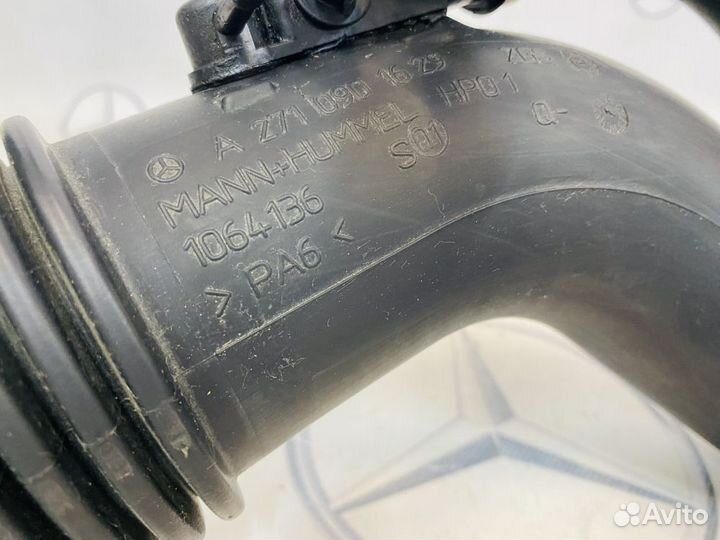 A 271 090 16 29
MANN+HUMMEL HP01
1064136 S01
> PA6 <
Avito